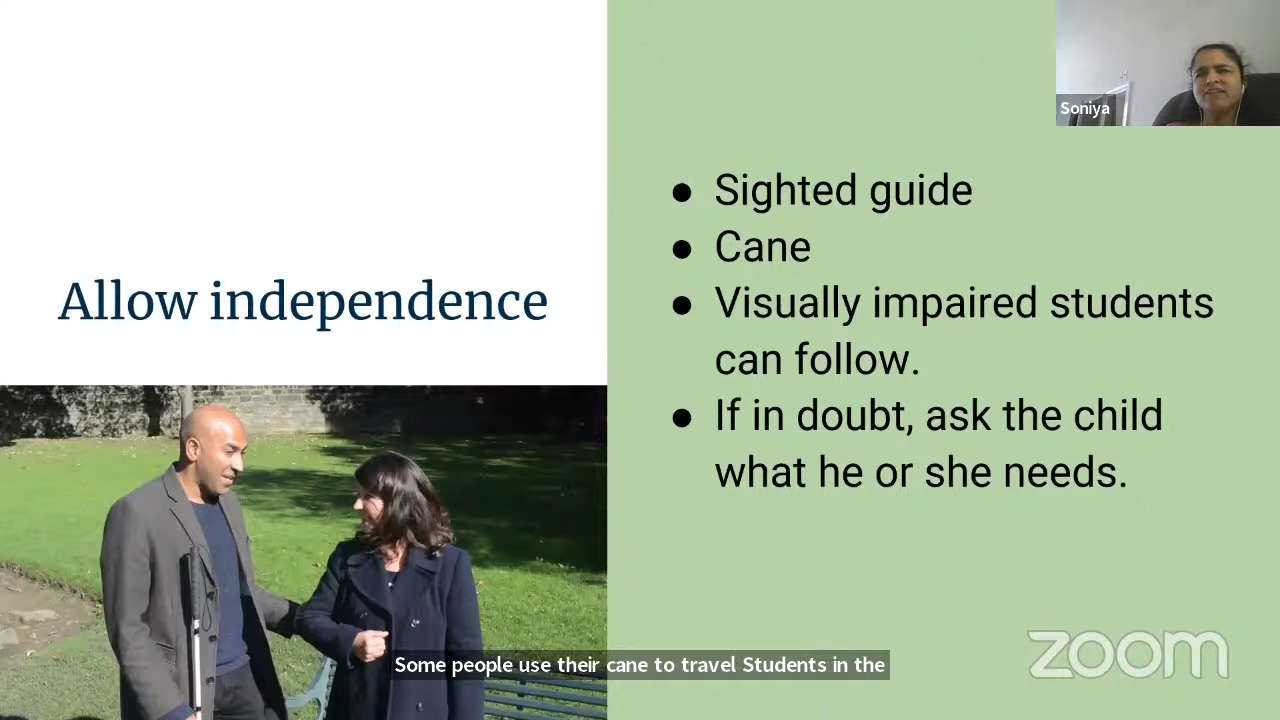 Soniya
Allow independence
● Sighted guide
● Cane
● Visually impaired students
can follow.
● If in doubt, ask the child
what he or she needs.
Some people use their cane to travel Students in the
zoom